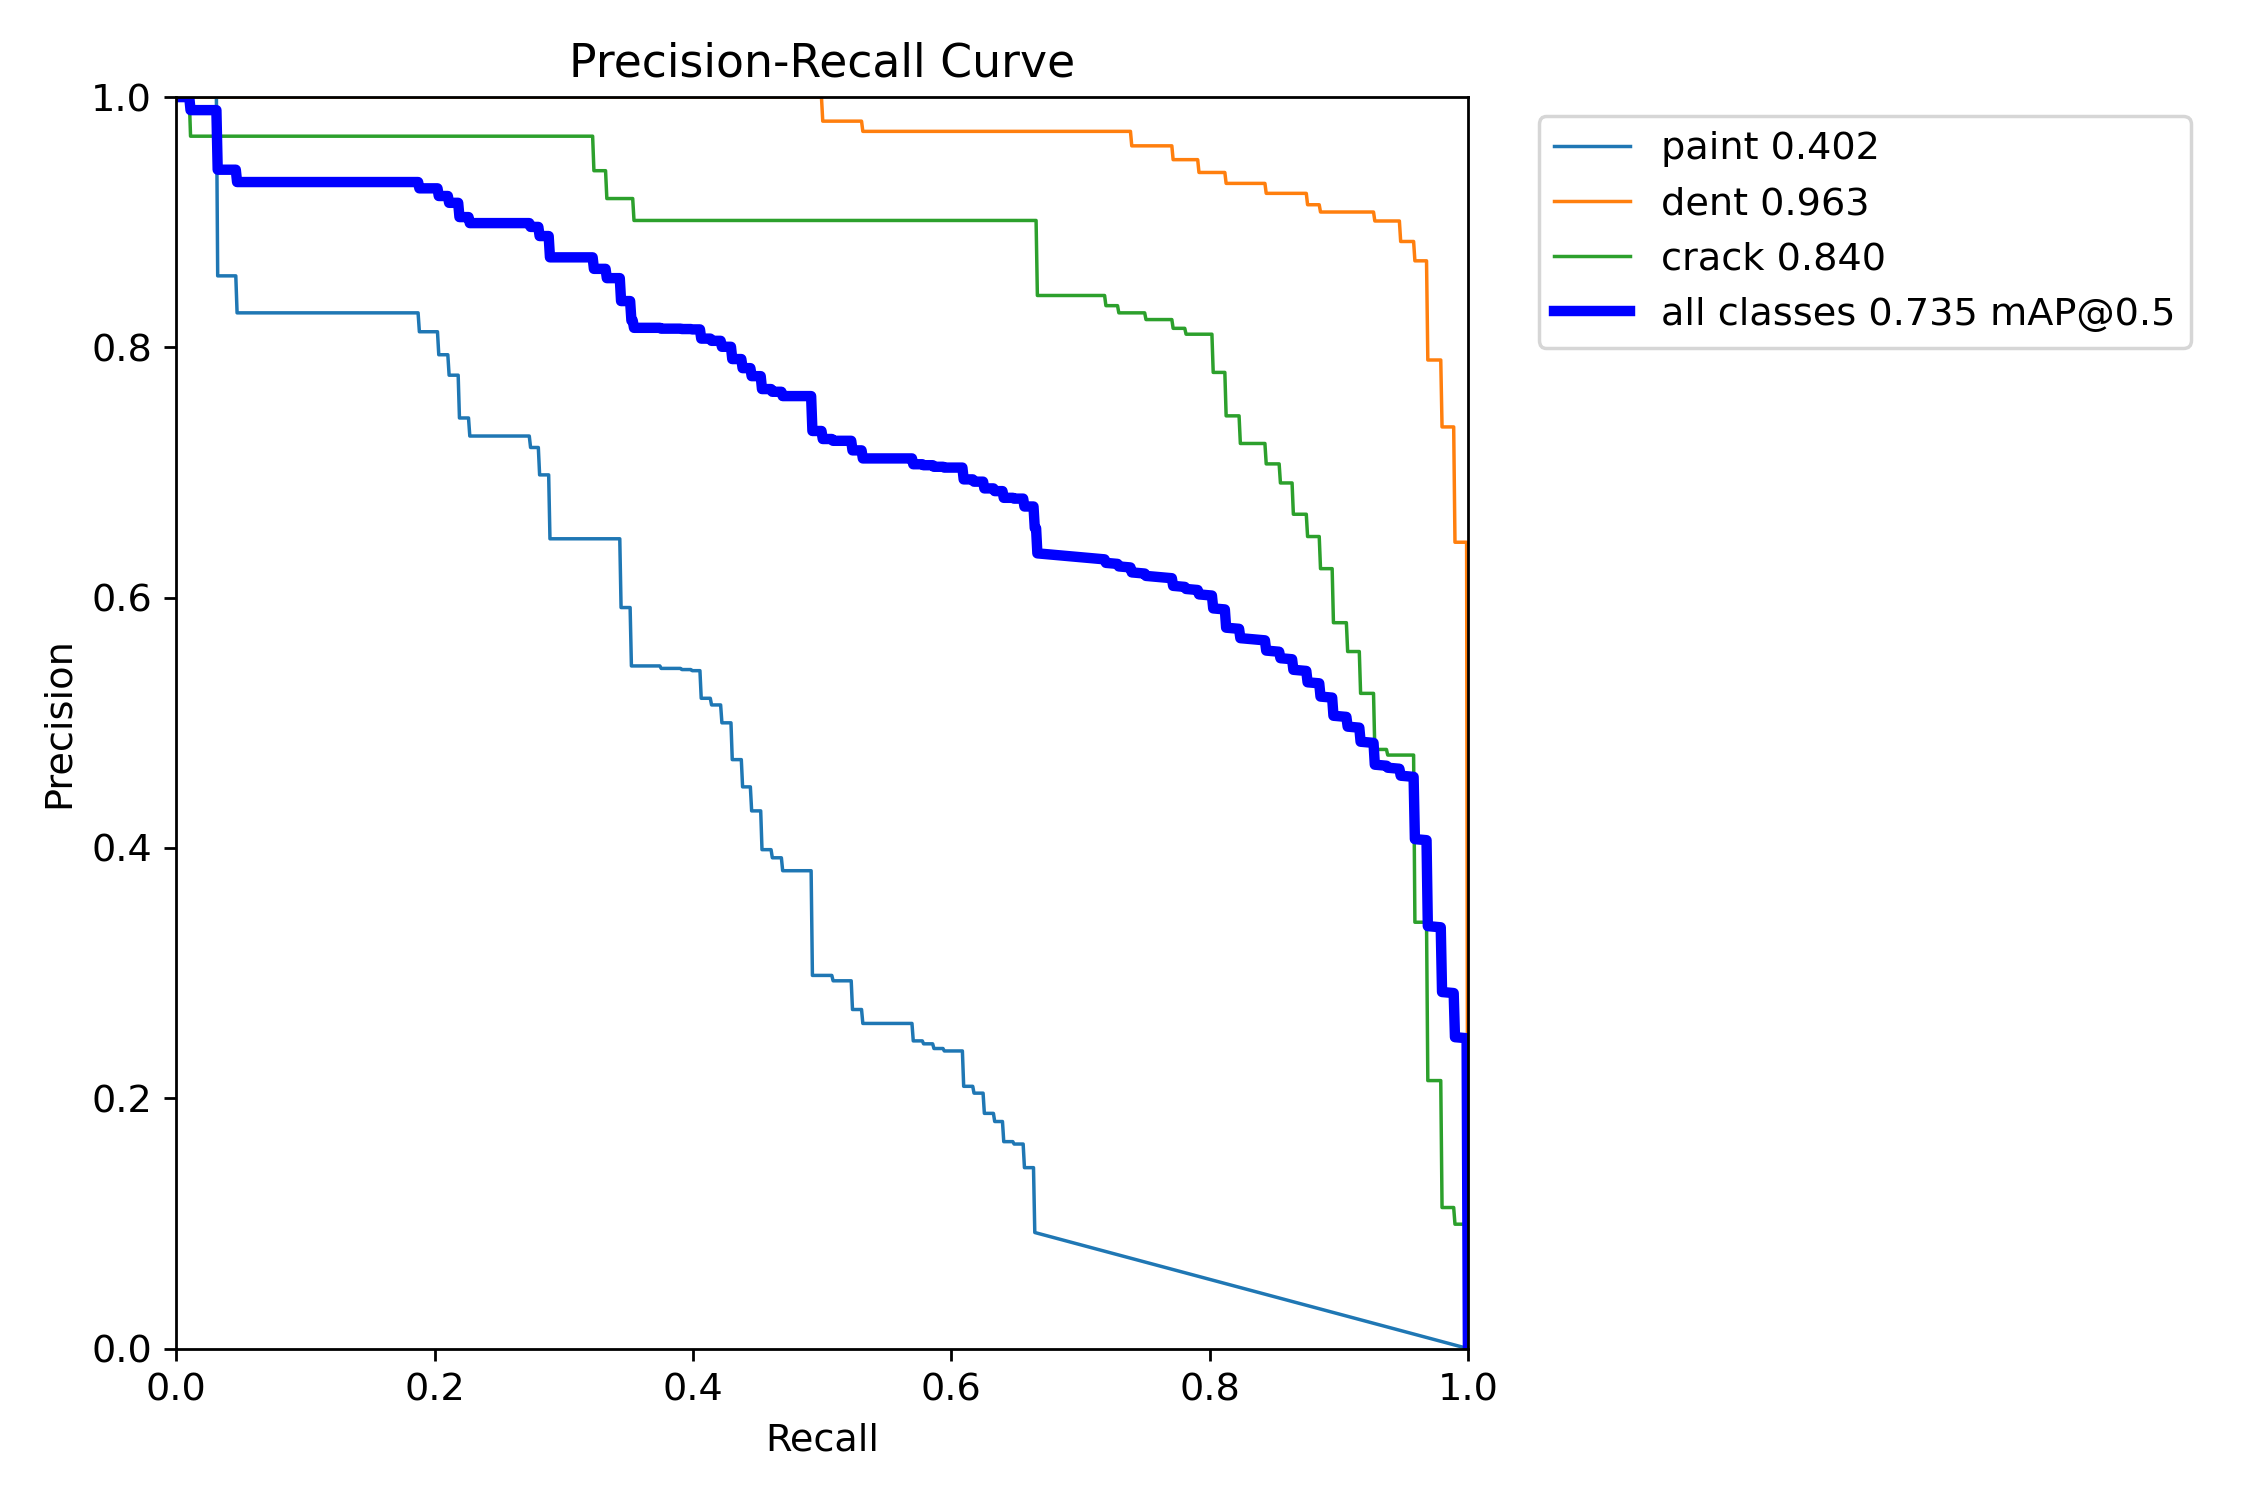 Precision-Recall Curve
1.0
0.8
0.6
0.4
0.2
0.0
Precision
0.0 0.2 0.4 0.6 0.8 1.0
Recall
paint 0.402
dent 0.963
crack 0.840
all classes 0.735 mAP@0.5